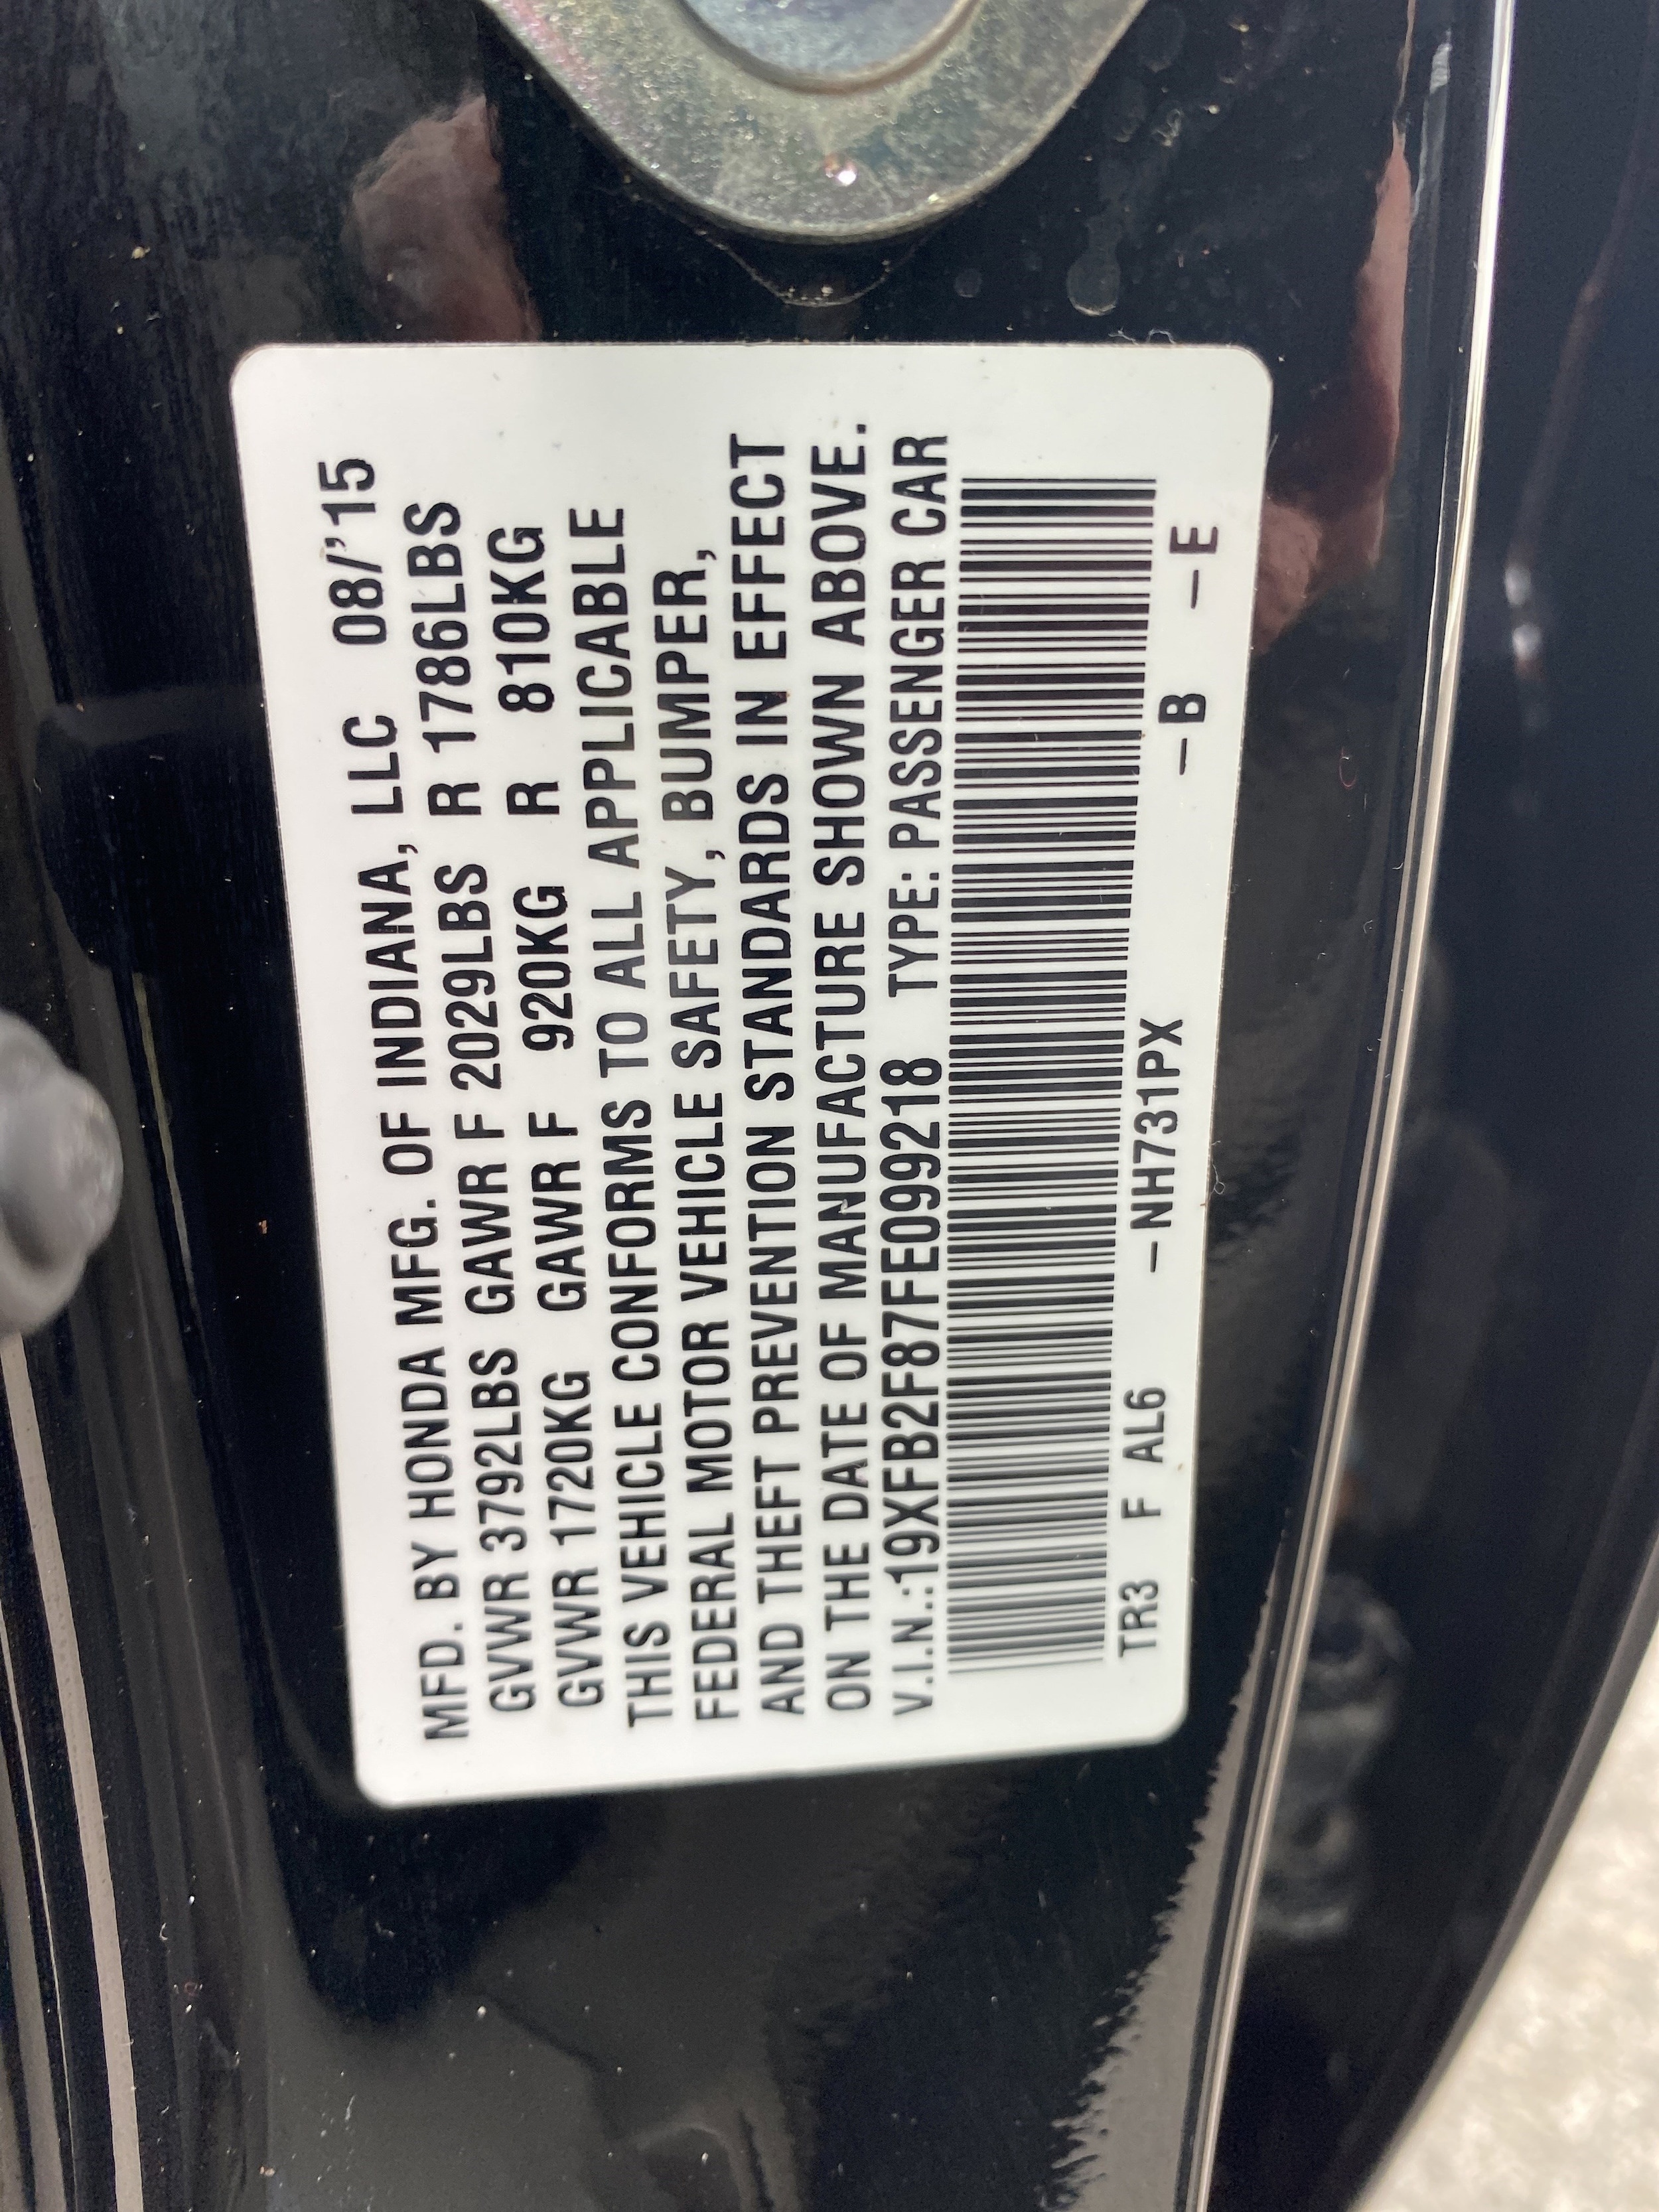 MFD. BY HONDA MFG. OF INDIANA, LLC 08/'15
GVWR 3792LBS GAWR F 2029LBS R 1786LBS
GVWR 1720KG GAWR F 920KG R 810KG
THIS VEHICLE CONFORMS TO ALL APPLICABLE
FEDERAL MOTOR VEHICLE SAFETY, BUMPER,
AND THEFT PREVENTION STANDARDS IN EFFECT
ON THE DATE OF MANUFACTURE SHOWN ABOVE.
V.I.N.:19XFB2F87FE099218 TYPE: PASSENGER CAR
TR3 F AL6 –NH731PX –B –E